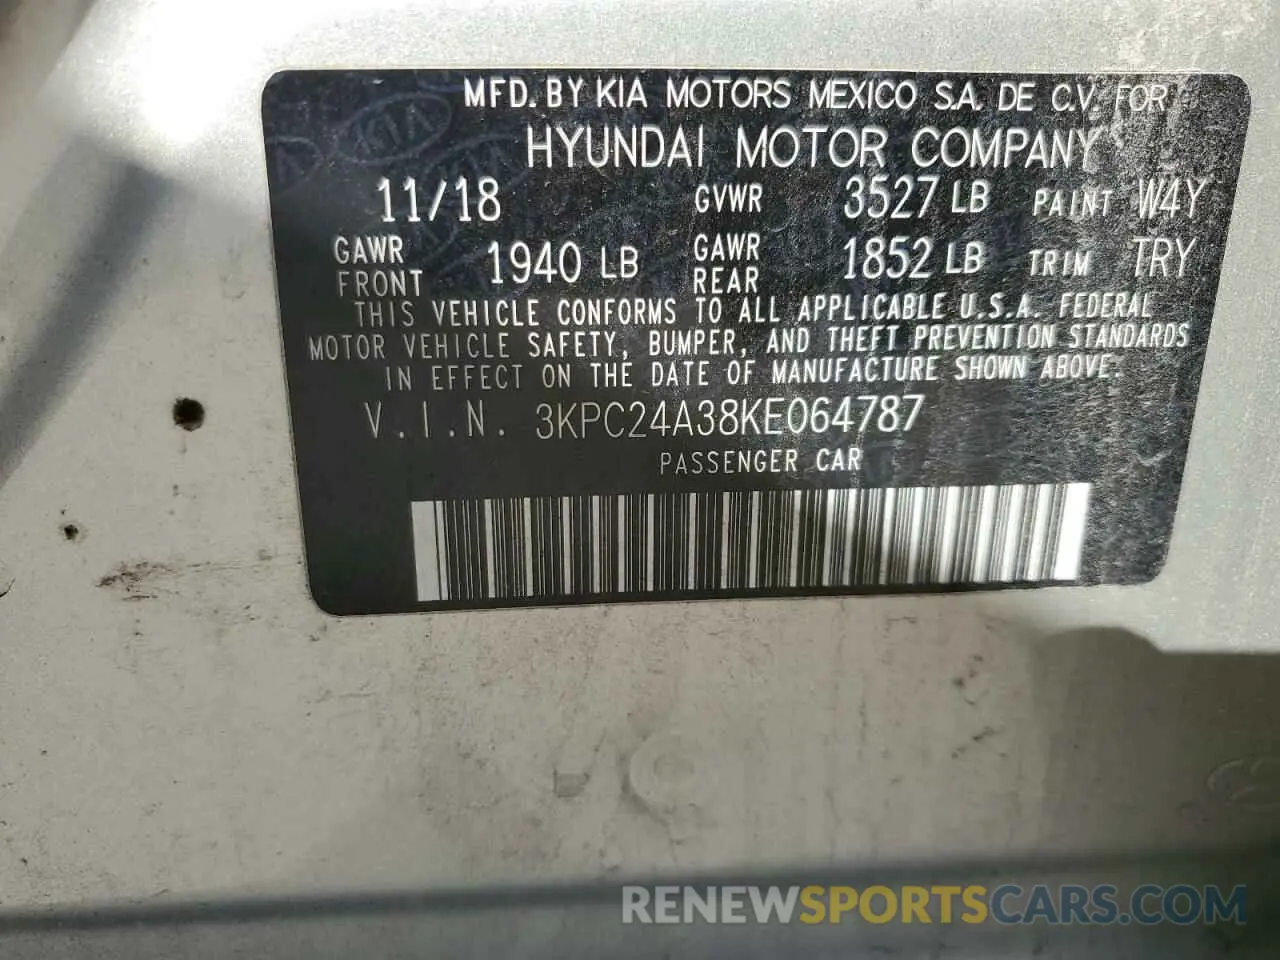 MFD. BY KIA MOTORS MEXICO S.A. DE C.V. FOR
HYUNDAI MOTOR COMPANY
11/18 GVWR 3527 LB PAINT W4Y
GAWR FRONT 1940 LB GAWR REAR 1852 LB TRIM TRY
THIS VEHICLE CONFORMS TO ALL APPLICABLE U.S.A. FEDERAL
MOTOR VEHICLE SAFETY, BUMPER, AND THEFT PREVENTION STANDARDS
IN EFFECT ON THE DATE OF MANUFACTURE SHOWN ABOVE.
V.I.N. 3KPC24A38KE064787
PASSENGER CAR
RENEWSPORTSCARS.COM